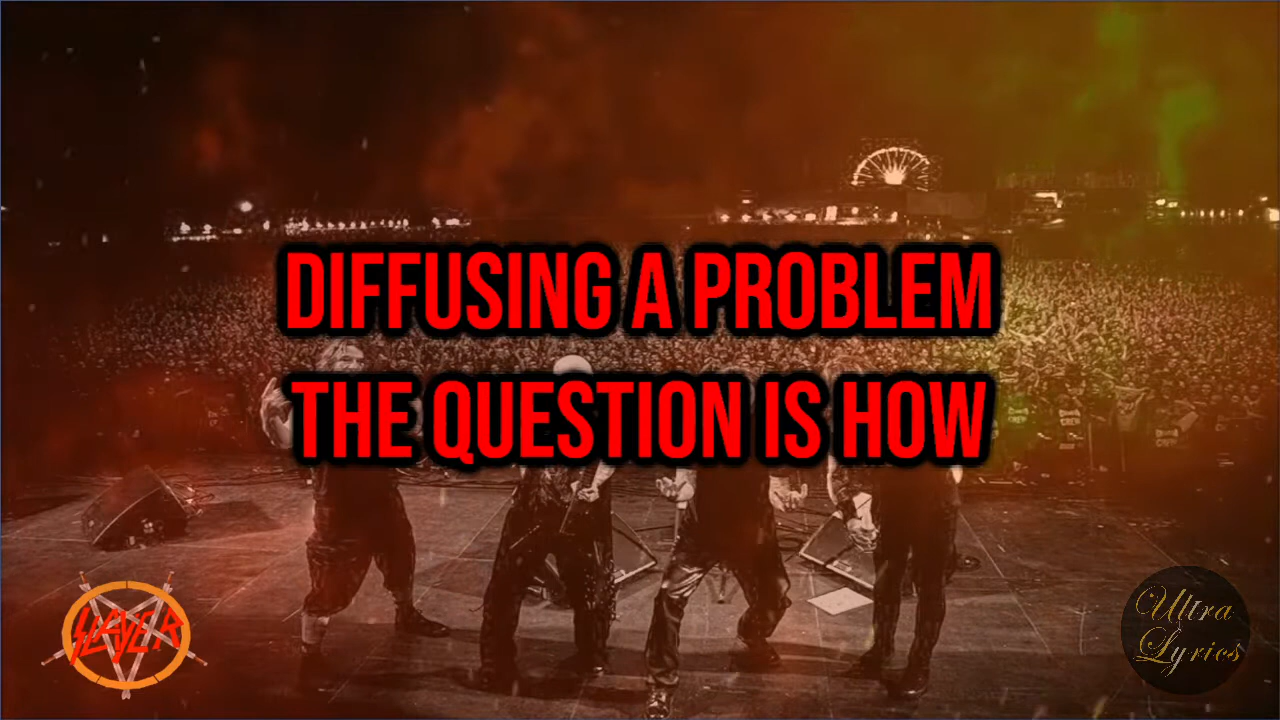 DIFFUSING A PROBLEM
THE QUESTION IS HOW
SLAYER
Ultra
Lyrics